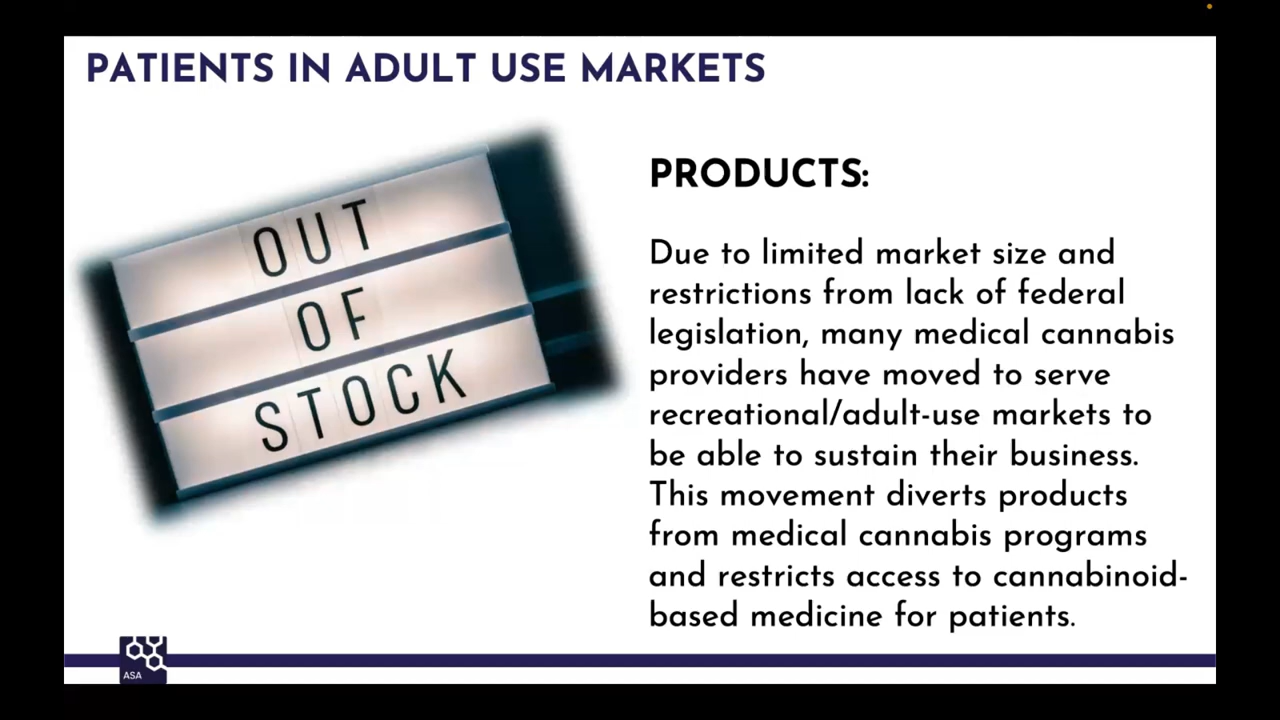 PATIENTS IN ADULT USE MARKETS
OUT
OF
STOCK
PRODUCTS:
Due to limited market size and
restrictions from lack of federal
legislation, many medical cannabis
providers have moved to serve
recreational/adult-use markets to
be able to sustain their business.
This movement diverts products
from medical cannabis programs
and restricts access to cannabinoid-
based medicine for patients.
ASA